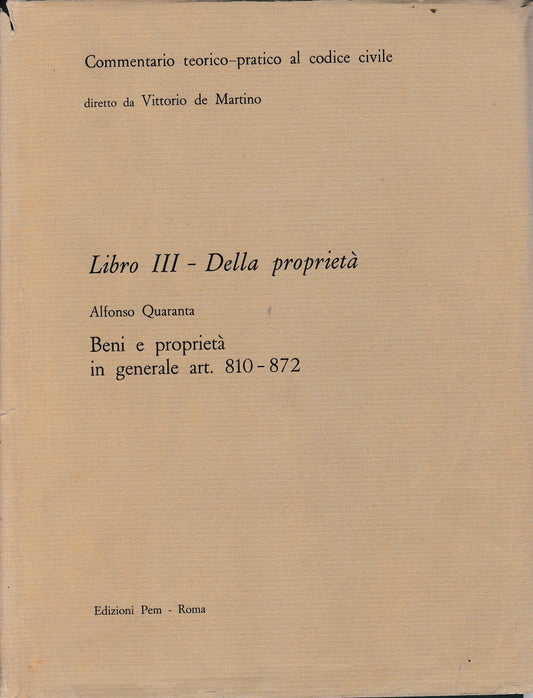 Commentario teorico-pratico al codice civile
diretto da Vittorio de Martino
Libro III - Della proprietà
Alfonso Quaranta
Beni e proprietà
in generale art. 810-872
Edizioni Pem - Roma